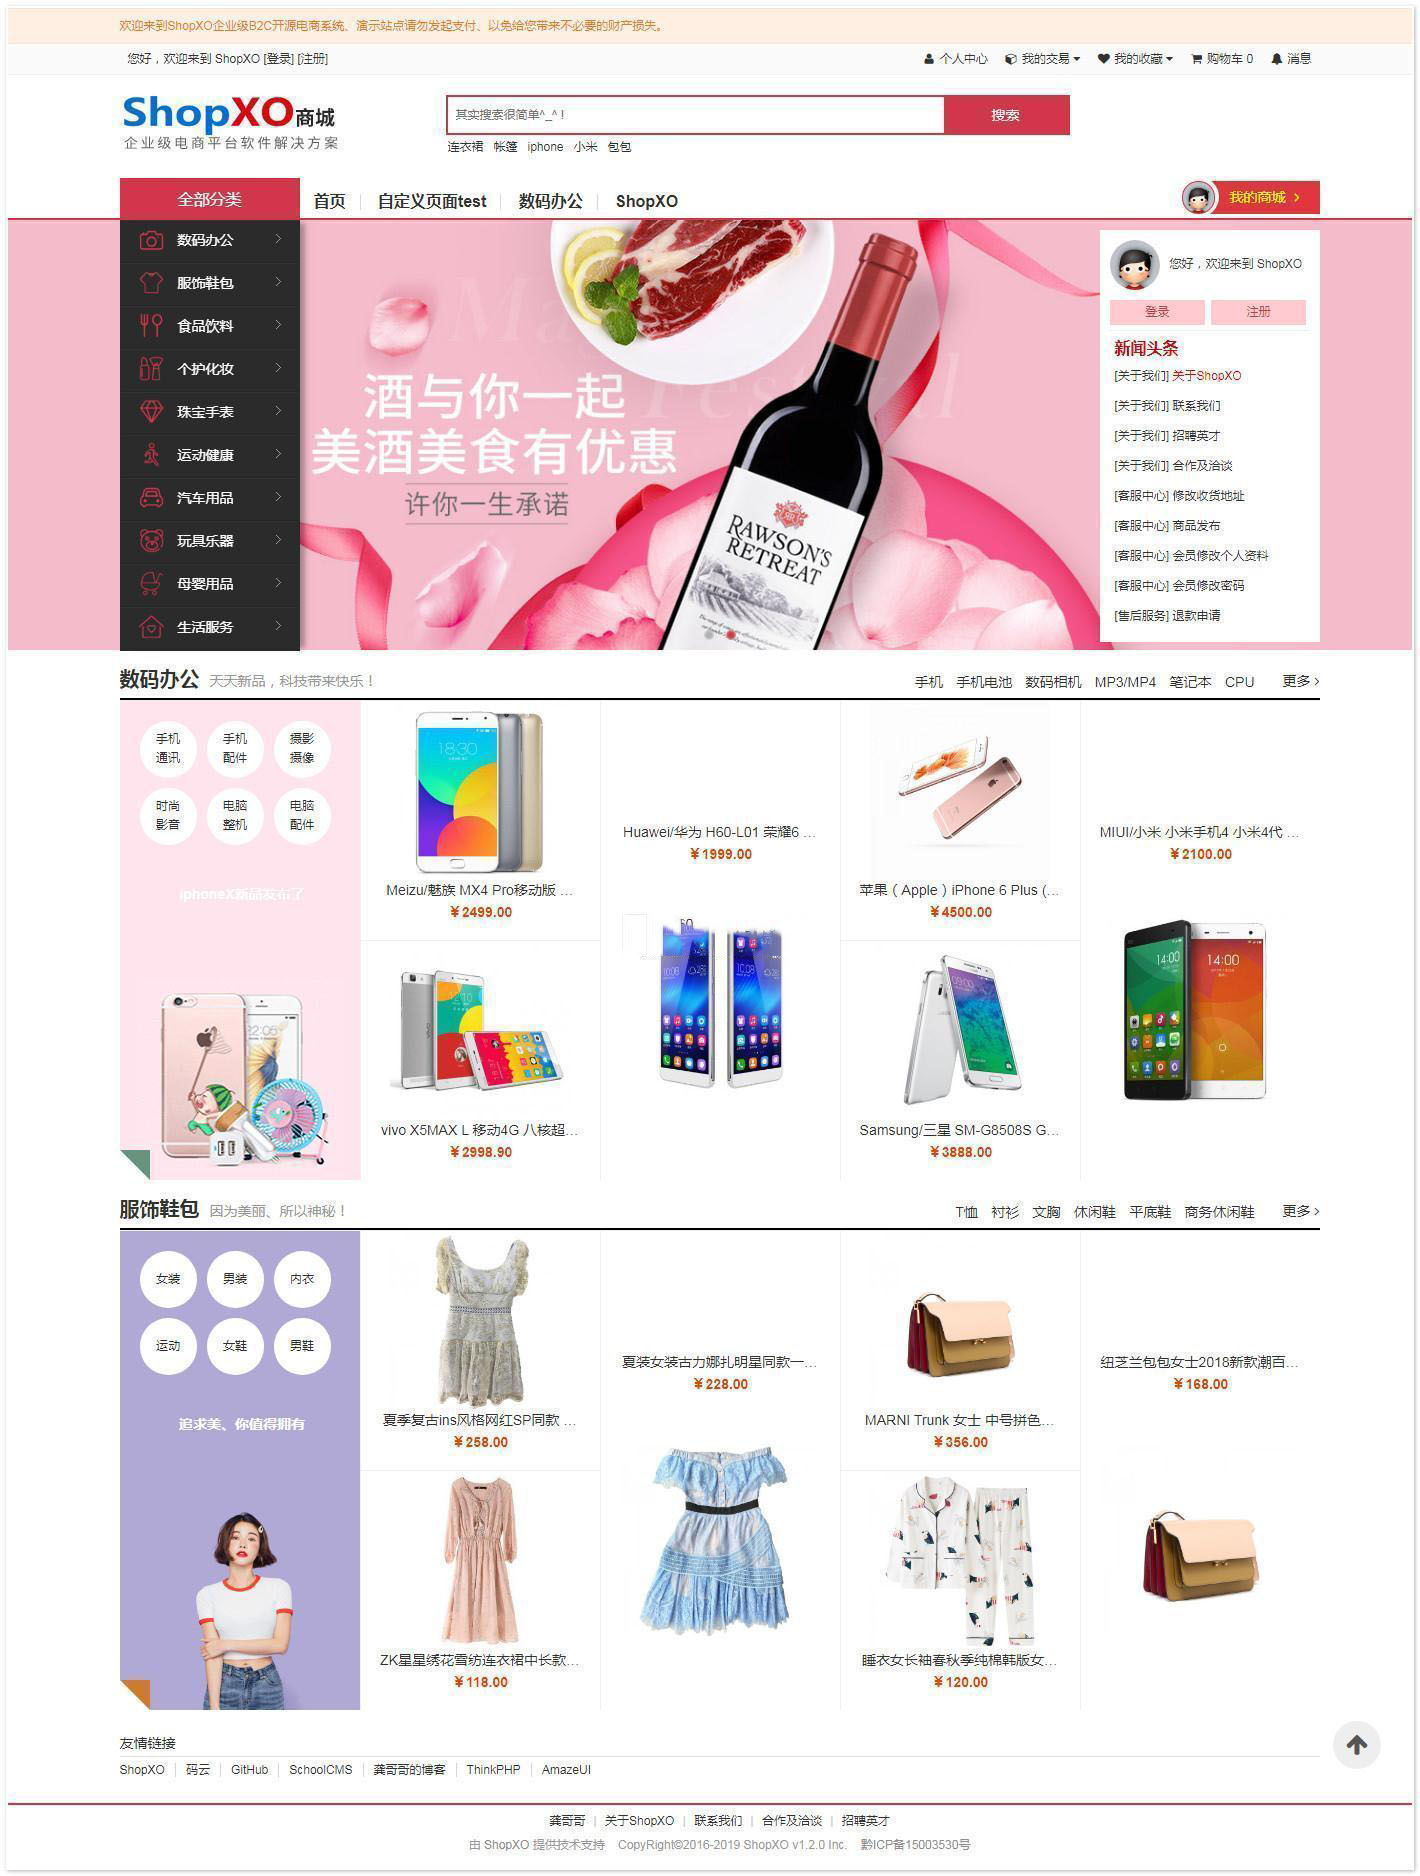 欢迎来到ShopXO企业级B2C开源电商系统、演示站点请勿发起支付、以免给您带来不必要的财产损失。
您好，欢迎来到 ShopXO [登录] [注册]
个人中心 我的交易 我的收藏 购物车 0 消息
ShopXO商城
企业级电商平台软件解决方案
其实搜索很简单^_^ !
搜索
连衣裙 帐篷 iphone 小米 包包
全部分类 首页 自定义页面test 数码办公 ShopXO 我的商城
数码办公
服饰鞋包
食品饮料
个护化妆
珠宝手表
运动健康
汽车用品
玩具乐器
母婴用品
生活服务
酒与你一起
美酒美食有优惠
许你一生承诺
RAWSON'S
RETREAT
您好，欢迎来到 ShopXO
登录 注册
新闻头条
[关于我们] 关于ShopXO
[关于我们] 联系我们
[关于我们] 招聘英才
[关于我们] 合作及洽谈
[客服中心] 修改收货地址
[客服中心] 商品发布
[客服中心] 会员修改个人资料
[客服中心] 会员修改密码
[售后服务] 退款申请
数码办公 天天新品，科技带来快乐！
手机 手机电池 数码相机 MP3/MP4 笔记本 CPU 更多
手机通讯 手机配件 摄影摄像
时尚影音 电脑整机 电脑配件
iphoneX新品发布了
Meizu/魅族 MX4 Pro移动版 ...
¥2499.00
Huawei/华为 H60-L01 荣耀6 ...
¥1999.00
苹果（Apple）iPhone 6 Plus (...
¥4500.00
MIUI/小米 小米手机4 小米4代 ...
¥2100.00
vivo X5MAX L 移动4G 八核超...
¥2998.90
Samsung/三星 SM-G8508S G...
¥3888.00
服饰鞋包 因为美丽、所以神秘！
T恤 衬衫 文胸 休闲鞋 平底鞋 商务休闲鞋 更多
女装 男装 内衣
运动 女鞋 男鞋
追求美、你值得拥有
夏季复古ins风格网红SP同款 ...
¥258.00
夏装女装古力娜扎明星同款一...
¥228.00
MARNI Trunk 女士 中号拼色...
¥356.00
纽芝兰包包女士2018新款潮百...
¥168.00
ZK星星绣花雪纺连衣裙中长款...
¥118.00
睡衣女长袖春秋季纯棉韩版女...
¥120.00
友情链接
ShopXO 码云 GitHub SchoolCMS 龚哥哥的博客 ThinkPHP AmazeUI
龚哥哥 | 关于ShopXO | 联系我们 | 合作及洽谈 | 招聘英才
由 ShopXO 提供技术支持 CopyRight©2016-2019 ShopXO v1.2.0 Inc. 黔ICP备15003530号